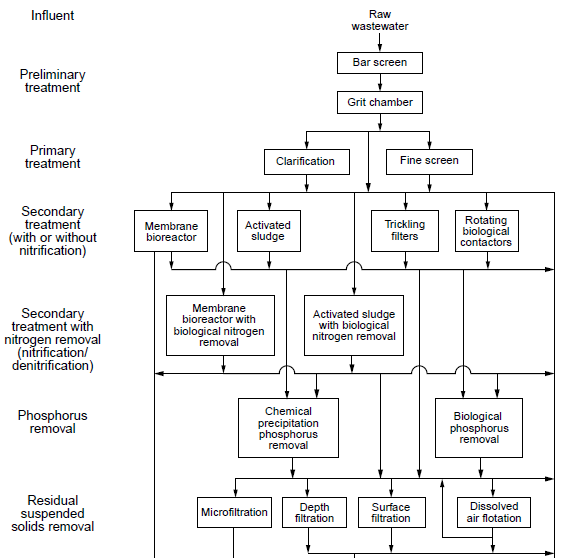 Influent
Raw
wastewater
Preliminary
treatment
Bar screen
Grit chamber
Primary
treatment
Clarification
Fine screen
Secondary
treatment
(with or without
nitrification)
Membrane
bioreactor
Activated
sludge
Trickling
filters
Rotating
biological
contactors
Secondary
treatment with
nitrogen removal
(nitrification/
denitrification)
Membrane
bioreactor with
biological nitrogen
removal
Activated sludge
with biological
nitrogen removal
Phosphorus
removal
Chemical
precipitation
phosphorus
removal
Biological
phosphorus
removal
Residual
suspended
solids removal
Microfiltration
Depth
filtration
Surface
filtration
Dissolved
air flotation